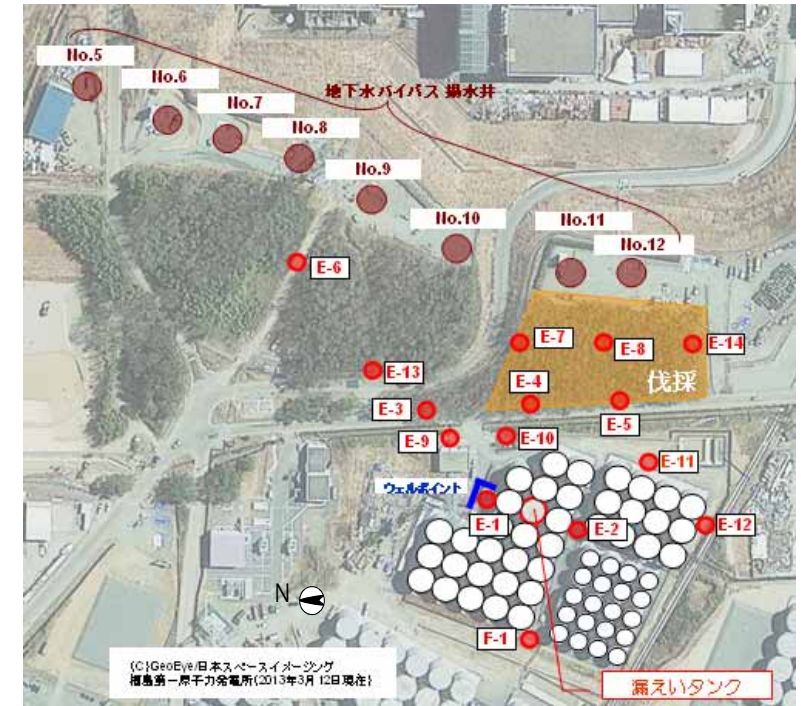 No.5
No.6
No.7
No.8
地下水バイパス 揚水井
No.9
No.10
No.11
No.12
E-6
E-7
E-8
E-14
E-13
E-4
伐採
E-3
E-5
E-9
E-10
E-11
ウェルポイント
E-1
E-2
E-12
N
F-1
(C)GeoEye/日本スペースイメージング
福島第一原子力発電所(2013年3月12日現在)
漏えいタンク